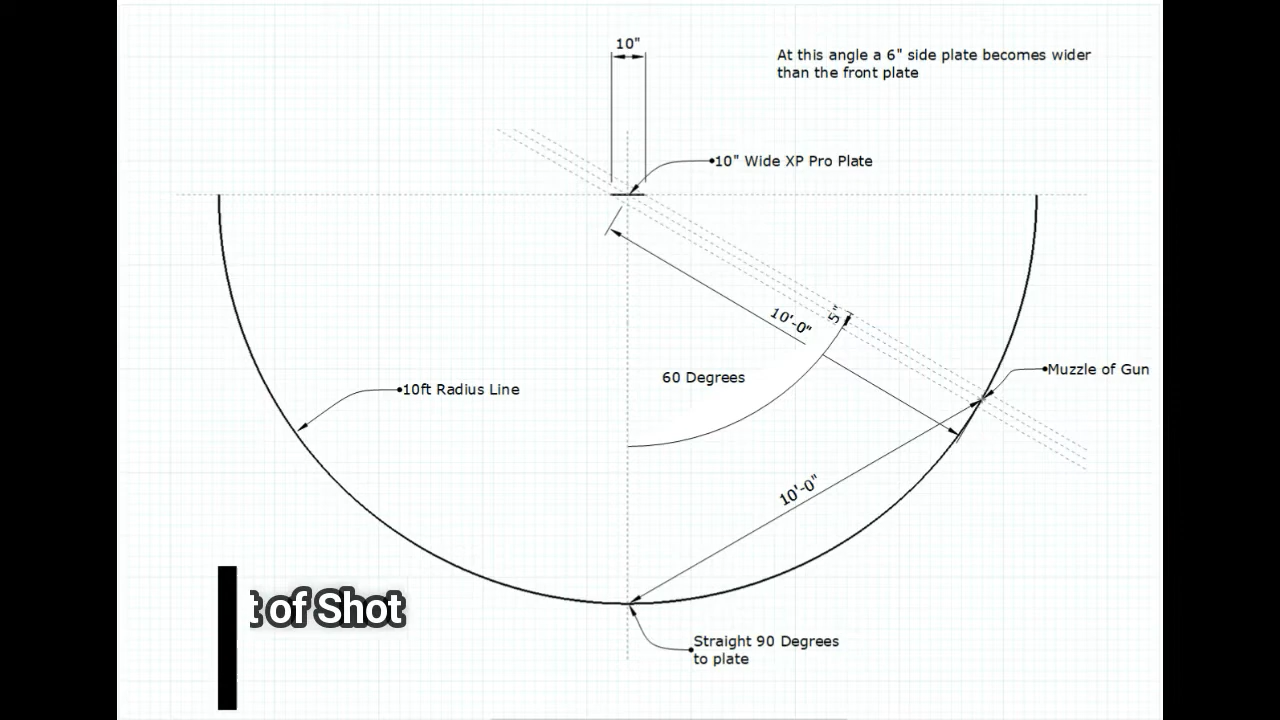 10"
At this angle a 6" side plate becomes wider
than the front plate
10" Wide XP Pro Plate
10'-0"
5"
60 Degrees
Muzzle of Gun
10ft Radius Line
10'-0"
of Shot
Straight 90 Degrees
to plate